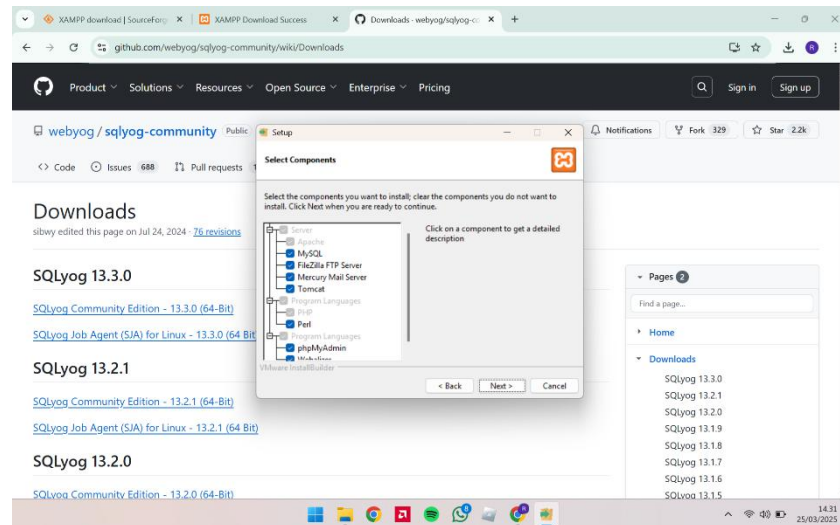 XAMPP download | SourceForg
XAMPP Download Success
Downloads · webyog/sqlyog-co
github.com/webyog/sqlyog-community/wiki/Downloads
R
Product
Solutions
Resources
Open Source
Enterprise
Pricing
Sign in
Sign up
webyog / sqlyog-community Public
Notifications
Fork 329
Star 2.2k
Code
Issues 688
Pull requests
Downloads
sibwy edited this page on Jul 24, 2024 · 76 revisions
SQLyog 13.3.0
SQLyog Community Edition - 13.3.0 (64-Bit)
SQLyog Job Agent (SJA) for Linux - 13.3.0 (64 Bit
SQLyog 13.2.1
SQLyog Community Edition - 13.2.1 (64-Bit)
SQLyog Job Agent (SJA) for Linux - 13.2.1 (64 Bit)
SQLyog 13.2.0
SQLyog Community Edition - 13.2.0 (64-Bit)
Setup
Select Components
Select the components you want to install; clear the components you do not want to
install. Click Next when you are ready to continue.
Server
Apache
MySQL
FileZilla FTP Server
Mercury Mail Server
Tomcat
Program Languages
PHP
Perl
Program Languages
phpMyAdmin
Webalizer
Click on a component to get a detailed
description
VMware InstallBuilder
< Back
Next >
Cancel
Pages 2
Find a page...
Home
Downloads
SQLyog 13.3.0
SQLyog 13.2.1
SQLyog 13.2.0
SQLyog 13.1.9
SQLyog 13.1.8
SQLyog 13.1.7
SQLyog 13.1.6
SQLyog 13.1.5
14.31
25/03/2025